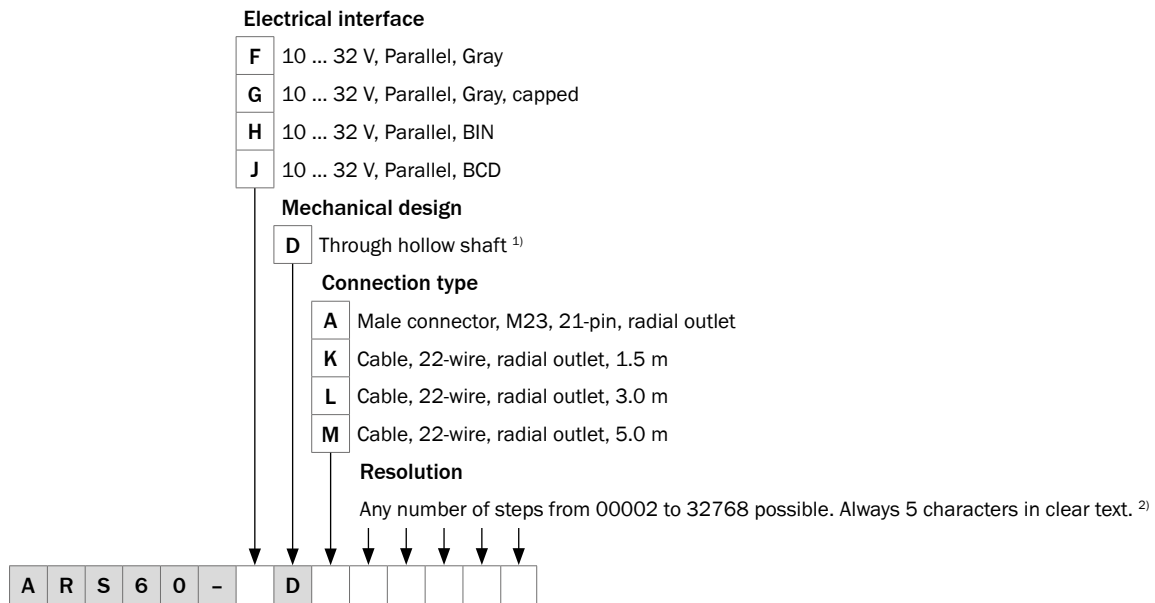 Electrical interface
F 10 ... 32 V, Parallel, Gray
G 10 ... 32 V, Parallel, Gray, capped
H 10 ... 32 V, Parallel, BIN
J 10 ... 32 V, Parallel, BCD
Mechanical design
D Through hollow shaft 1)
Connection type
A Male connector, M23, 21-pin, radial outlet
K Cable, 22-wire, radial outlet, 1.5 m
L Cable, 22-wire, radial outlet, 3.0 m
M Cable, 22-wire, radial outlet, 5.0 m
Resolution
Any number of steps from 00002 to 32768 possible. Always 5 characters in clear text. 2)
A R S 6 0 – D